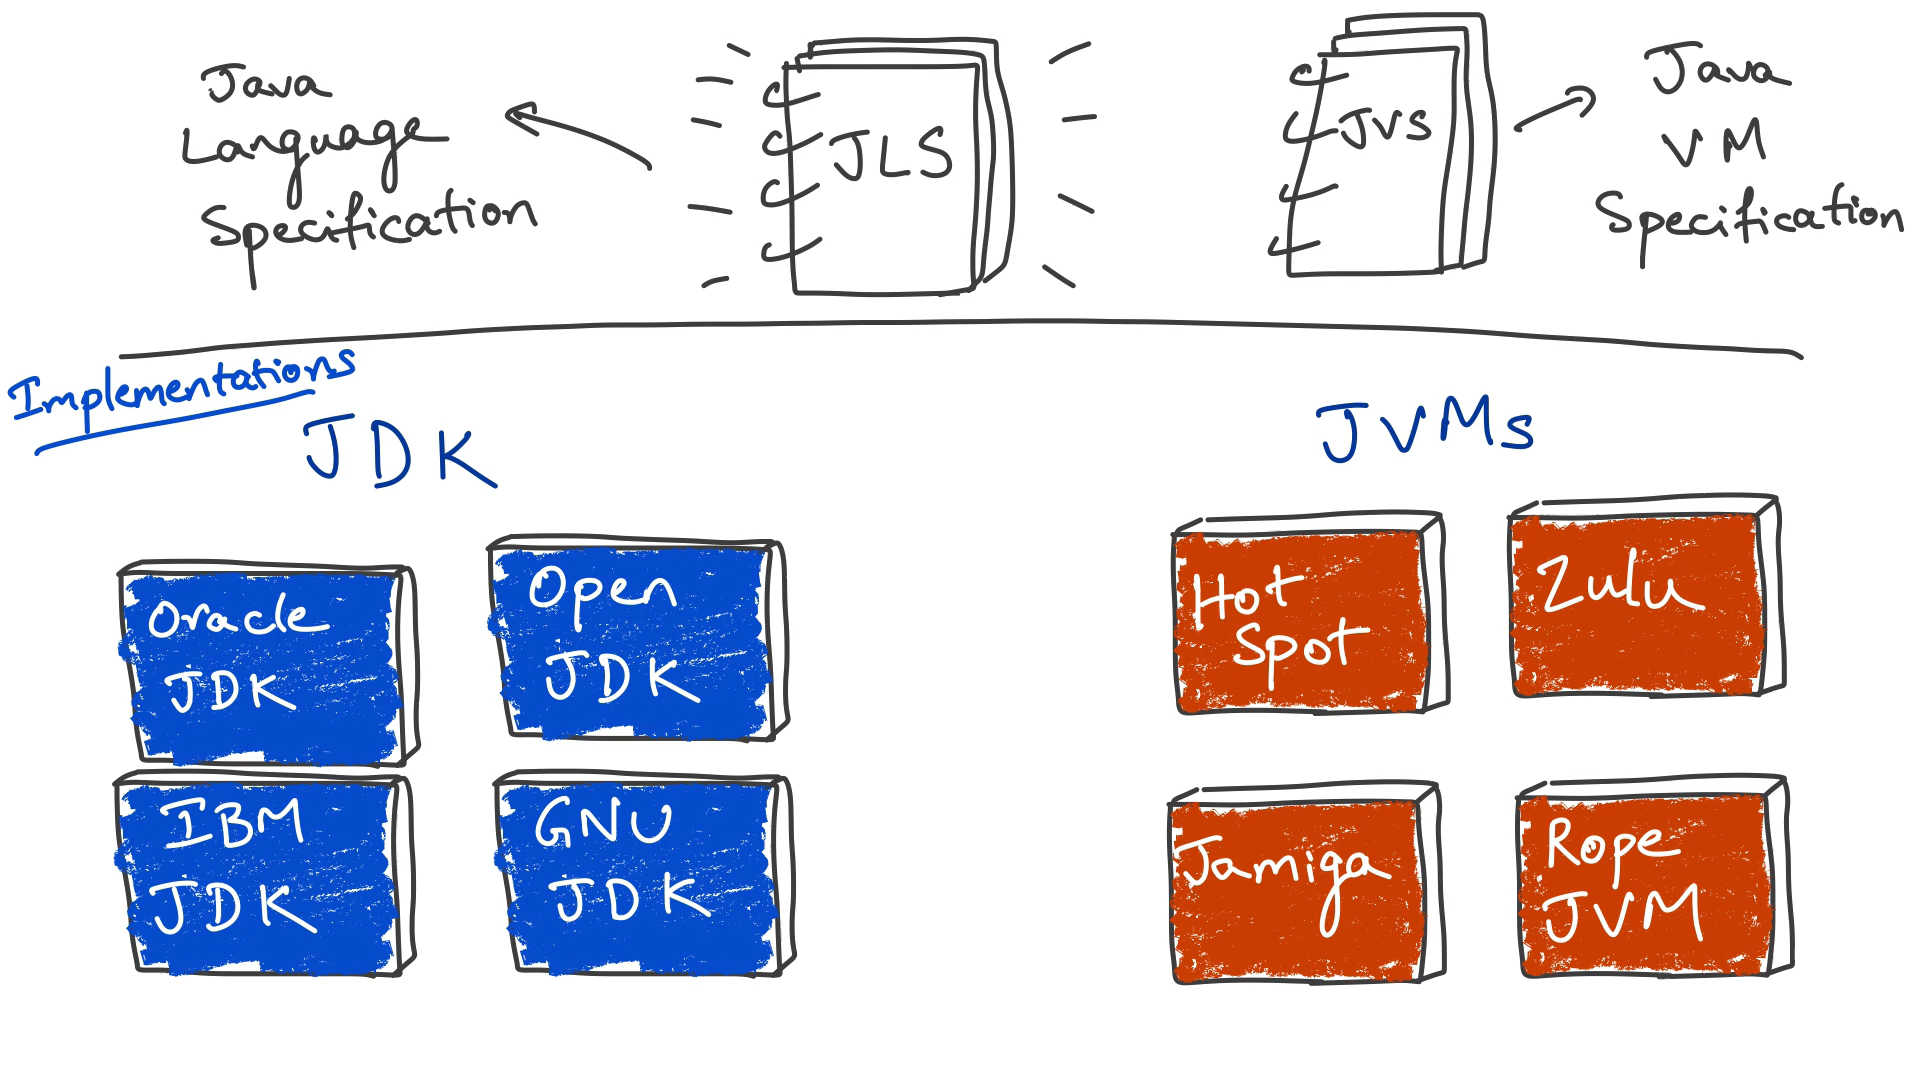 Java
Language
Specification
JLS
JVS
Java
VM
Specification
Implementations
JDK
JVMs
Oracle
JDK
Open
JDK
IBM
JDK
GNU
JDK
Hot
Spot
Zulu
Jamiga
Rope
JVM